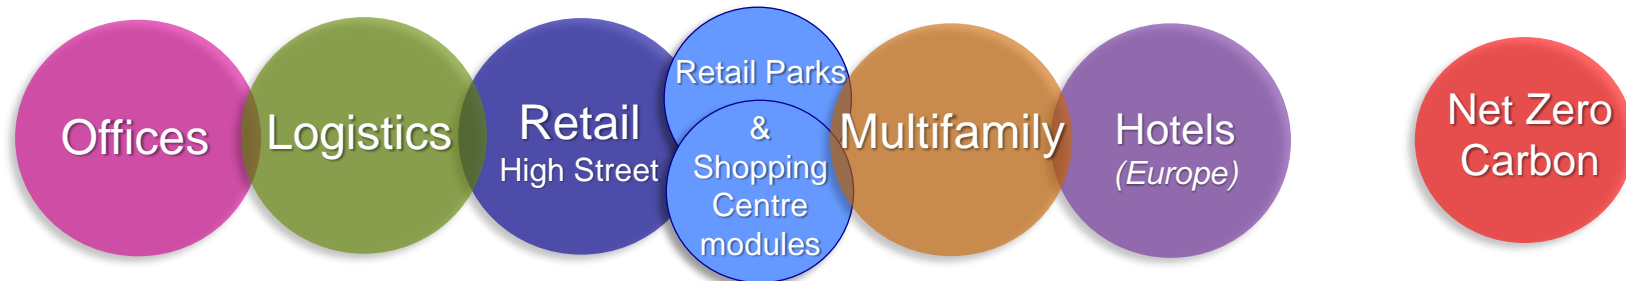 Offices
Logistics
Retail
High Street
Retail Parks
&
Shopping
Centre
modules
Multifamily
Hotels
(Europe)
Net Zero
Carbon